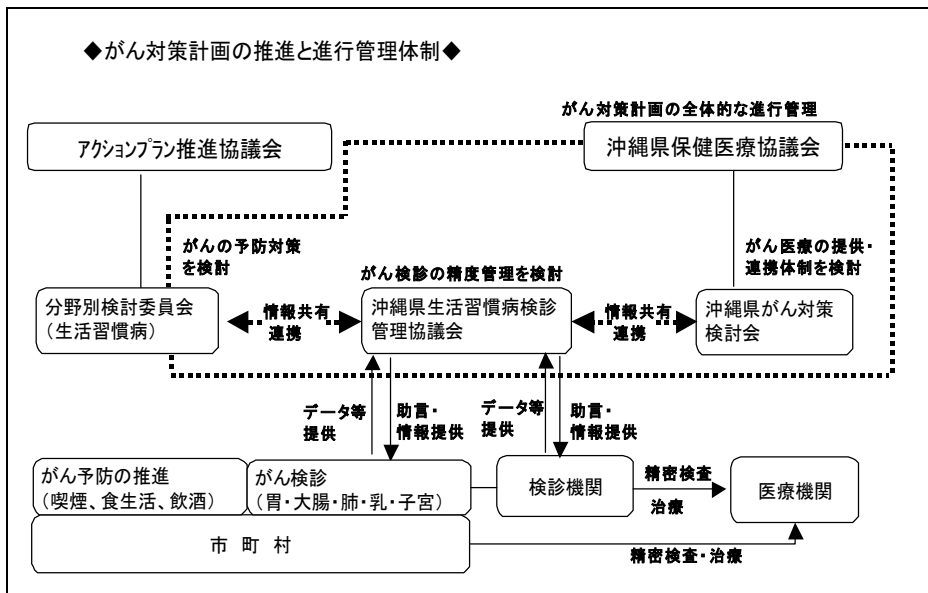 ◆がん対策計画の推進と進行管理体制◆
がん対策計画の全体的な進行管理
ｱｸｼｮﾝﾌﾟﾗﾝ推進協議会
沖縄県保健医療協議会
がんの予防対策
を検討
がん検診の精度管理を検討
がん医療の提供・
連携体制を検討
分野別検討委員会
（生活習慣病）
情報共有
連携
沖縄県生活習慣病検診
管理協議会
情報共有
連携
沖縄県がん対策
検討会
データ等
提供
助言・
情報提供
データ等
提供
助言・
情報提供
がん予防の推進
（喫煙、食生活、飲酒）
がん検診
（胃・大腸・肺・乳・子宮）
検診機関
精密検査
治療
医療機関
市 町 村
精密検査・治療